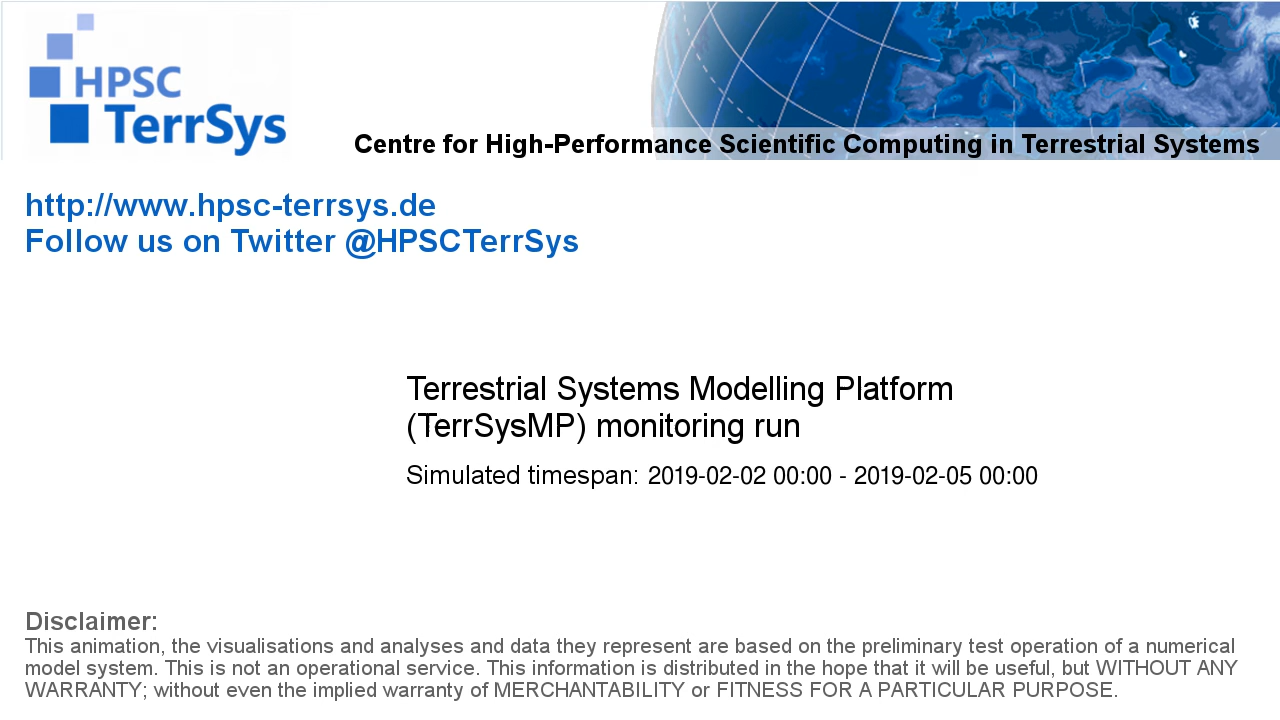 HPSC
TerrSys
Centre for High-Performance Scientific Computing in Terrestrial Systems
http://www.hpsc-terrsys.de
Follow us on Twitter @HPSCTerrSys
Terrestrial Systems Modelling Platform
(TerrSysMP) monitoring run
Simulated timespan: 2019-02-02 00:00 - 2019-02-05 00:00
Disclaimer:
This animation, the visualisations and analyses and data they represent are based on the preliminary test operation of a numerical
model system. This is not an operational service. This information is distributed in the hope that it will be useful, but WITHOUT ANY
WARRANTY; without even the implied warranty of MERCHANTABILITY or FITNESS FOR A PARTICULAR PURPOSE.